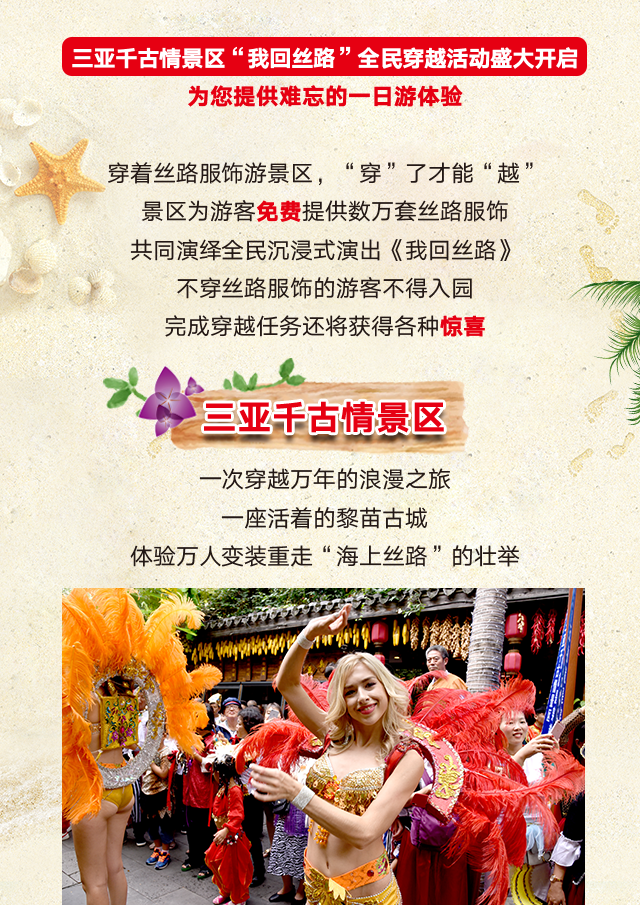 三亚千古情景区“我回丝路”全民穿越活动盛大开启
为您提供难忘的一日游体验
穿着丝路服饰游景区，“穿”了才能“越”
景区为游客免费提供数万套丝路服饰
共同演绎全民沉浸式演出《我回丝路》
不穿丝路服饰的游客不得入园
完成穿越任务还将获得各种惊喜
三亚千古情景区
一次穿越万年的浪漫之旅
一座活着的黎苗古城
体验万人变装重走“海上丝路”的壮举